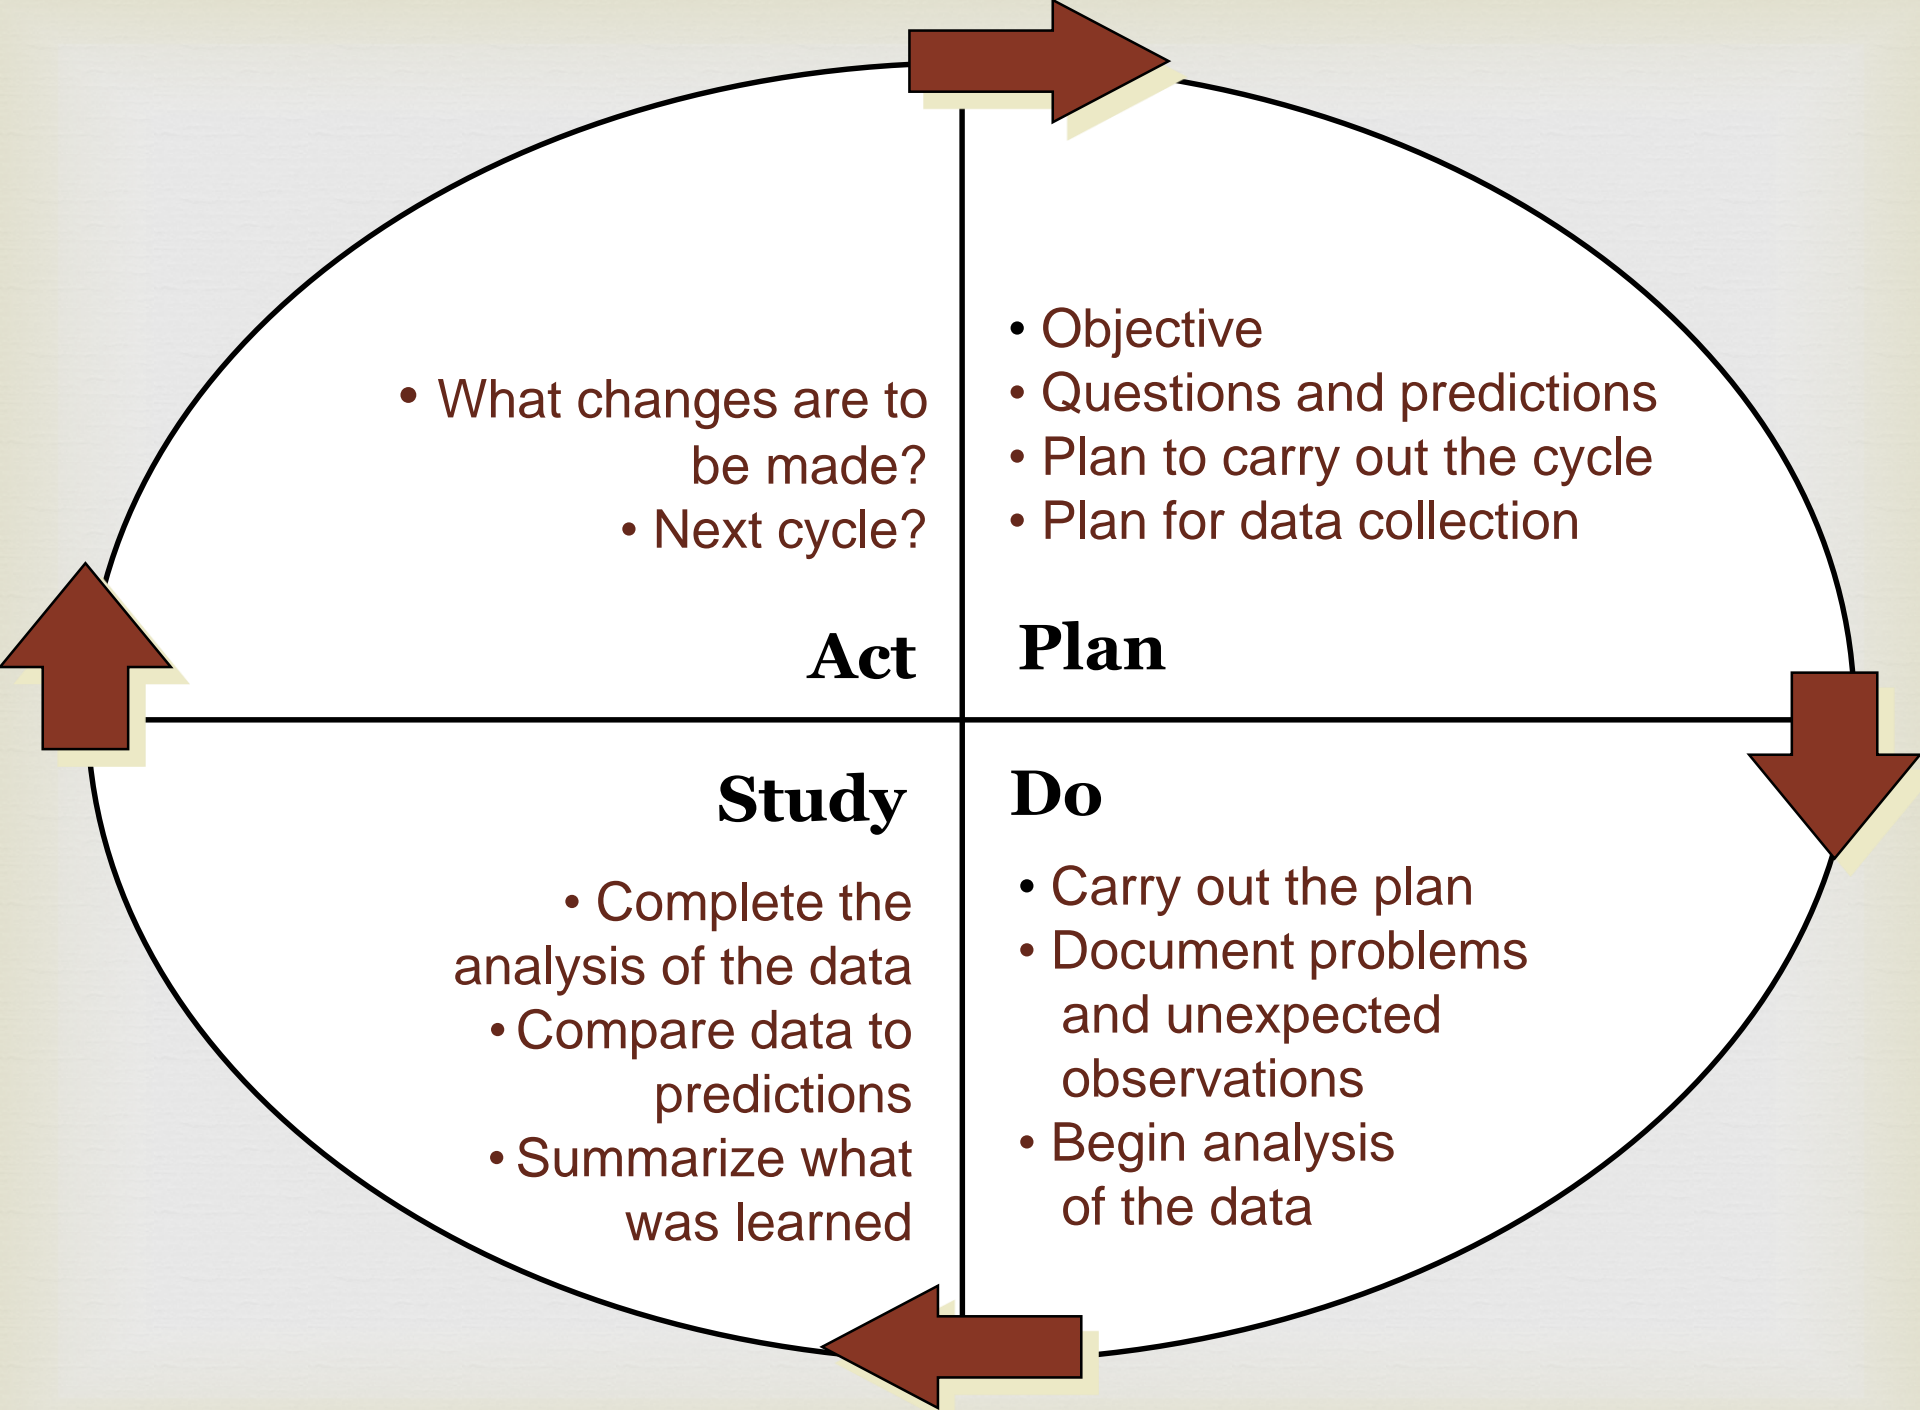 • What changes are to
be made?
• Next cycle?
Act
• Objective
• Questions and predictions
• Plan to carry out the cycle
• Plan for data collection
Plan
Study
• Complete the
analysis of the data
• Compare data to
predictions
• Summarize what
was learned
Do
• Carry out the plan
• Document problems
and unexpected
observations
• Begin analysis
of the data